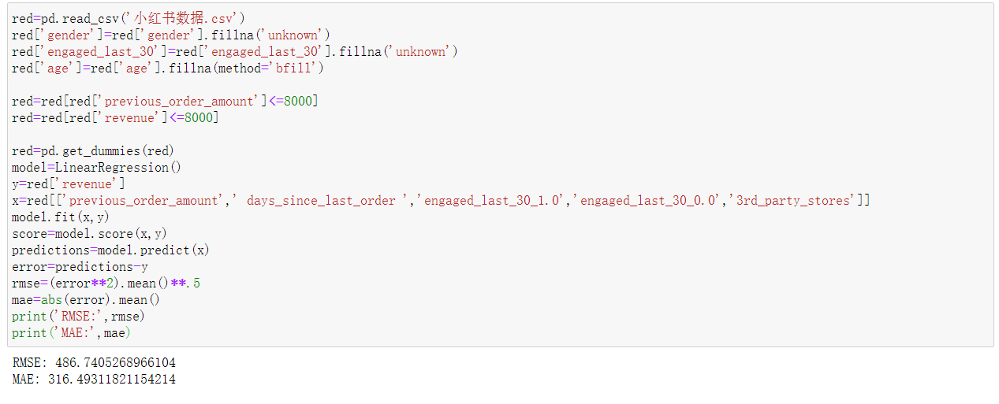 red=pd.read_csv('小红书数据.csv')
red['gender']=red['gender'].fillna('unknown')
red['engaged_last_30']=red['engaged_last_30'].fillna('unknown')
red['age']=red['age'].fillna(method='bfill')
red=red[red['previous_order_amount']<=8000]
red=red[red['revenue']<=8000]
red=pd.get_dummies(red)
model=LinearRegression()
y=red['revenue']
x=red[['previous_order_amount',' days_since_last_order ','engaged_last_30_1.0','engaged_last_30_0.0','3rd_party_stores']]
model.fit(x,y)
score=model.score(x,y)
predictions=model.predict(x)
error=predictions-y
rmse=(error**2).mean()**.5
mae=abs(error).mean()
print('RMSE:',rmse)
print('MAE:',mae)
RMSE: 486.7405268966104
MAE: 316.49311821154214